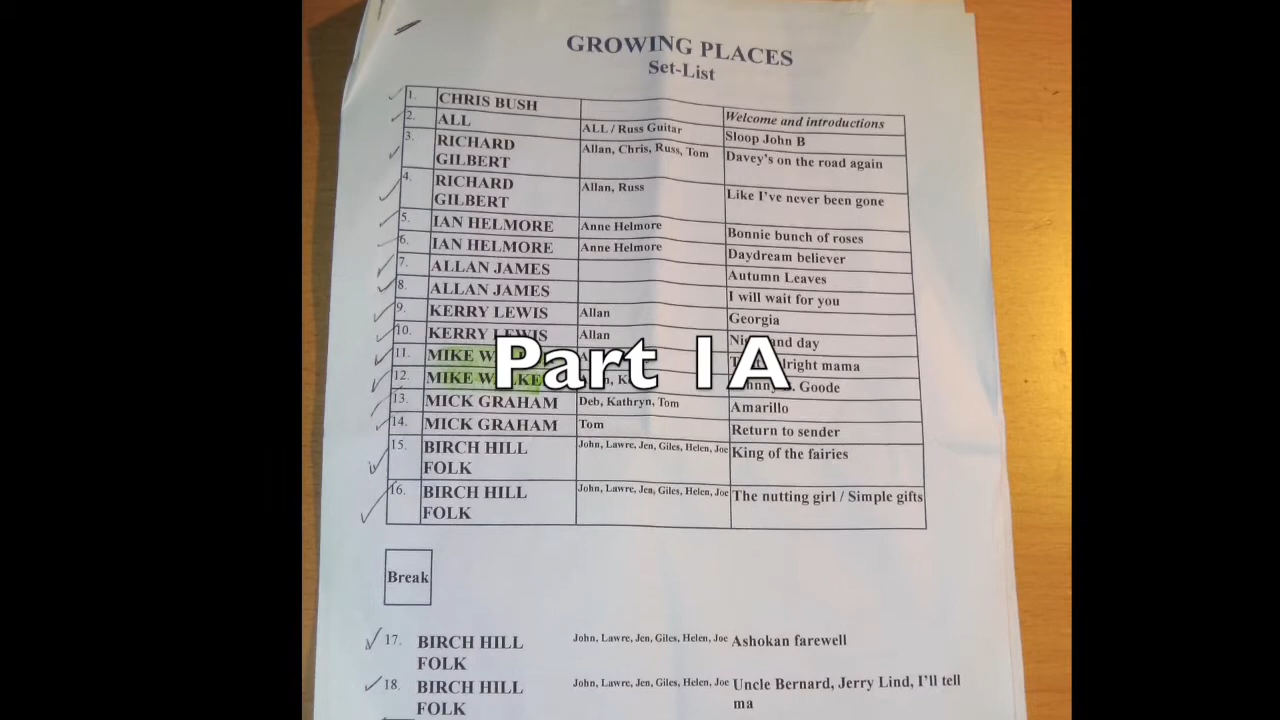 GROWING PLACES
Set-List
1. CHRIS BUSH Welcome and introductions
2. ALL ALL / Russ Guitar Sloop John B
3. RICHARD GILBERT Allan, Chris, Russ, Tom Davey's on the road again
4. RICHARD GILBERT Allan, Russ Like I've never been gone
5. IAN HELMORE Anne Helmore Bonnie bunch of roses
6. IAN HELMORE Anne Helmore Daydream believer
7. ALLAN JAMES Autumn Leaves
8. ALLAN JAMES I will wait for you
9. KERRY LEWIS Allan Georgia
10. KERRY LEWIS Allan and day
11. MIKE mama
12. MIKE Goode
Part 1A
13. MICK GRAHAM Deb, Kathryn, Tom Amarillo
14. MICK GRAHAM Tom Return to sender
15. BIRCH HILL FOLK John, Lawre, Jen, Giles, Helen, Joe King of the fairies
16. BIRCH HILL FOLK John, Lawre, Jen, Giles, Helen, Joe The nutting girl / Simple gifts
Break
17. BIRCH HILL FOLK John, Lawre, Jen, Giles, Helen, Joe Ashokan farewell
18. BIRCH HILL FOLK John, Lawre, Jen, Giles, Helen, Joe Uncle Bernard, Jerry Lind, I'll tell ma